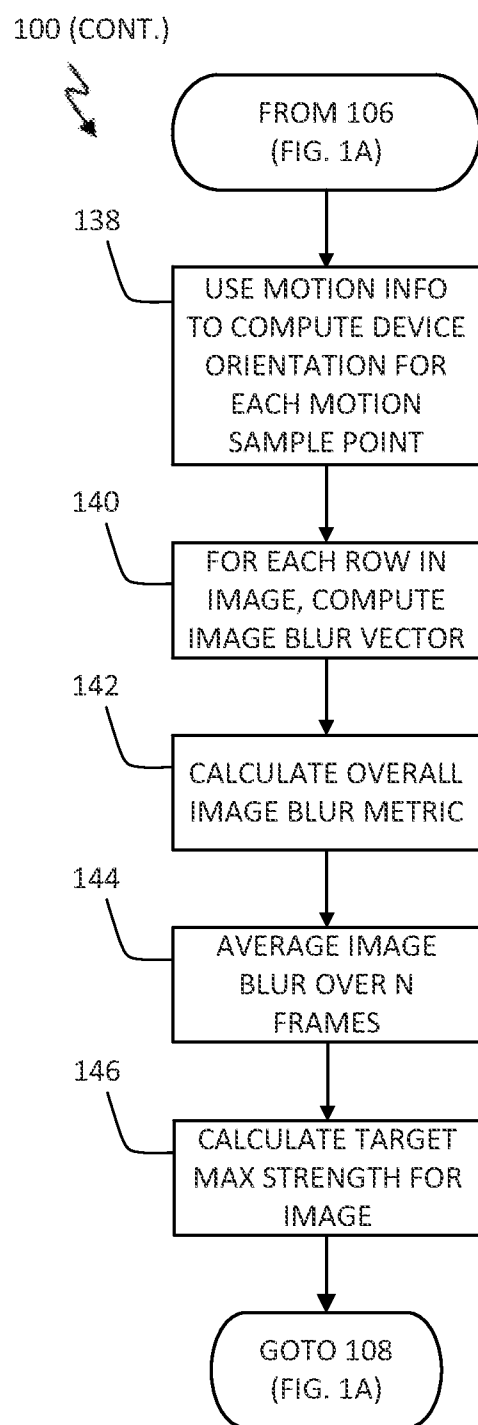 100 (CONT.)
FROM 106
(FIG. 1A)
138
USE MOTION INFO
TO COMPUTE DEVICE
ORIENTATION FOR
EACH MOTION
SAMPLE POINT
140
FOR EACH ROW IN
IMAGE, COMPUTE
IMAGE BLUR VECTOR
142
CALCULATE OVERALL
IMAGE BLUR METRIC
144
AVERAGE IMAGE
BLUR OVER N
FRAMES
146
CALCULATE TARGET
MAX STRENGTH FOR
IMAGE
GOTO 108
(FIG. 1A)